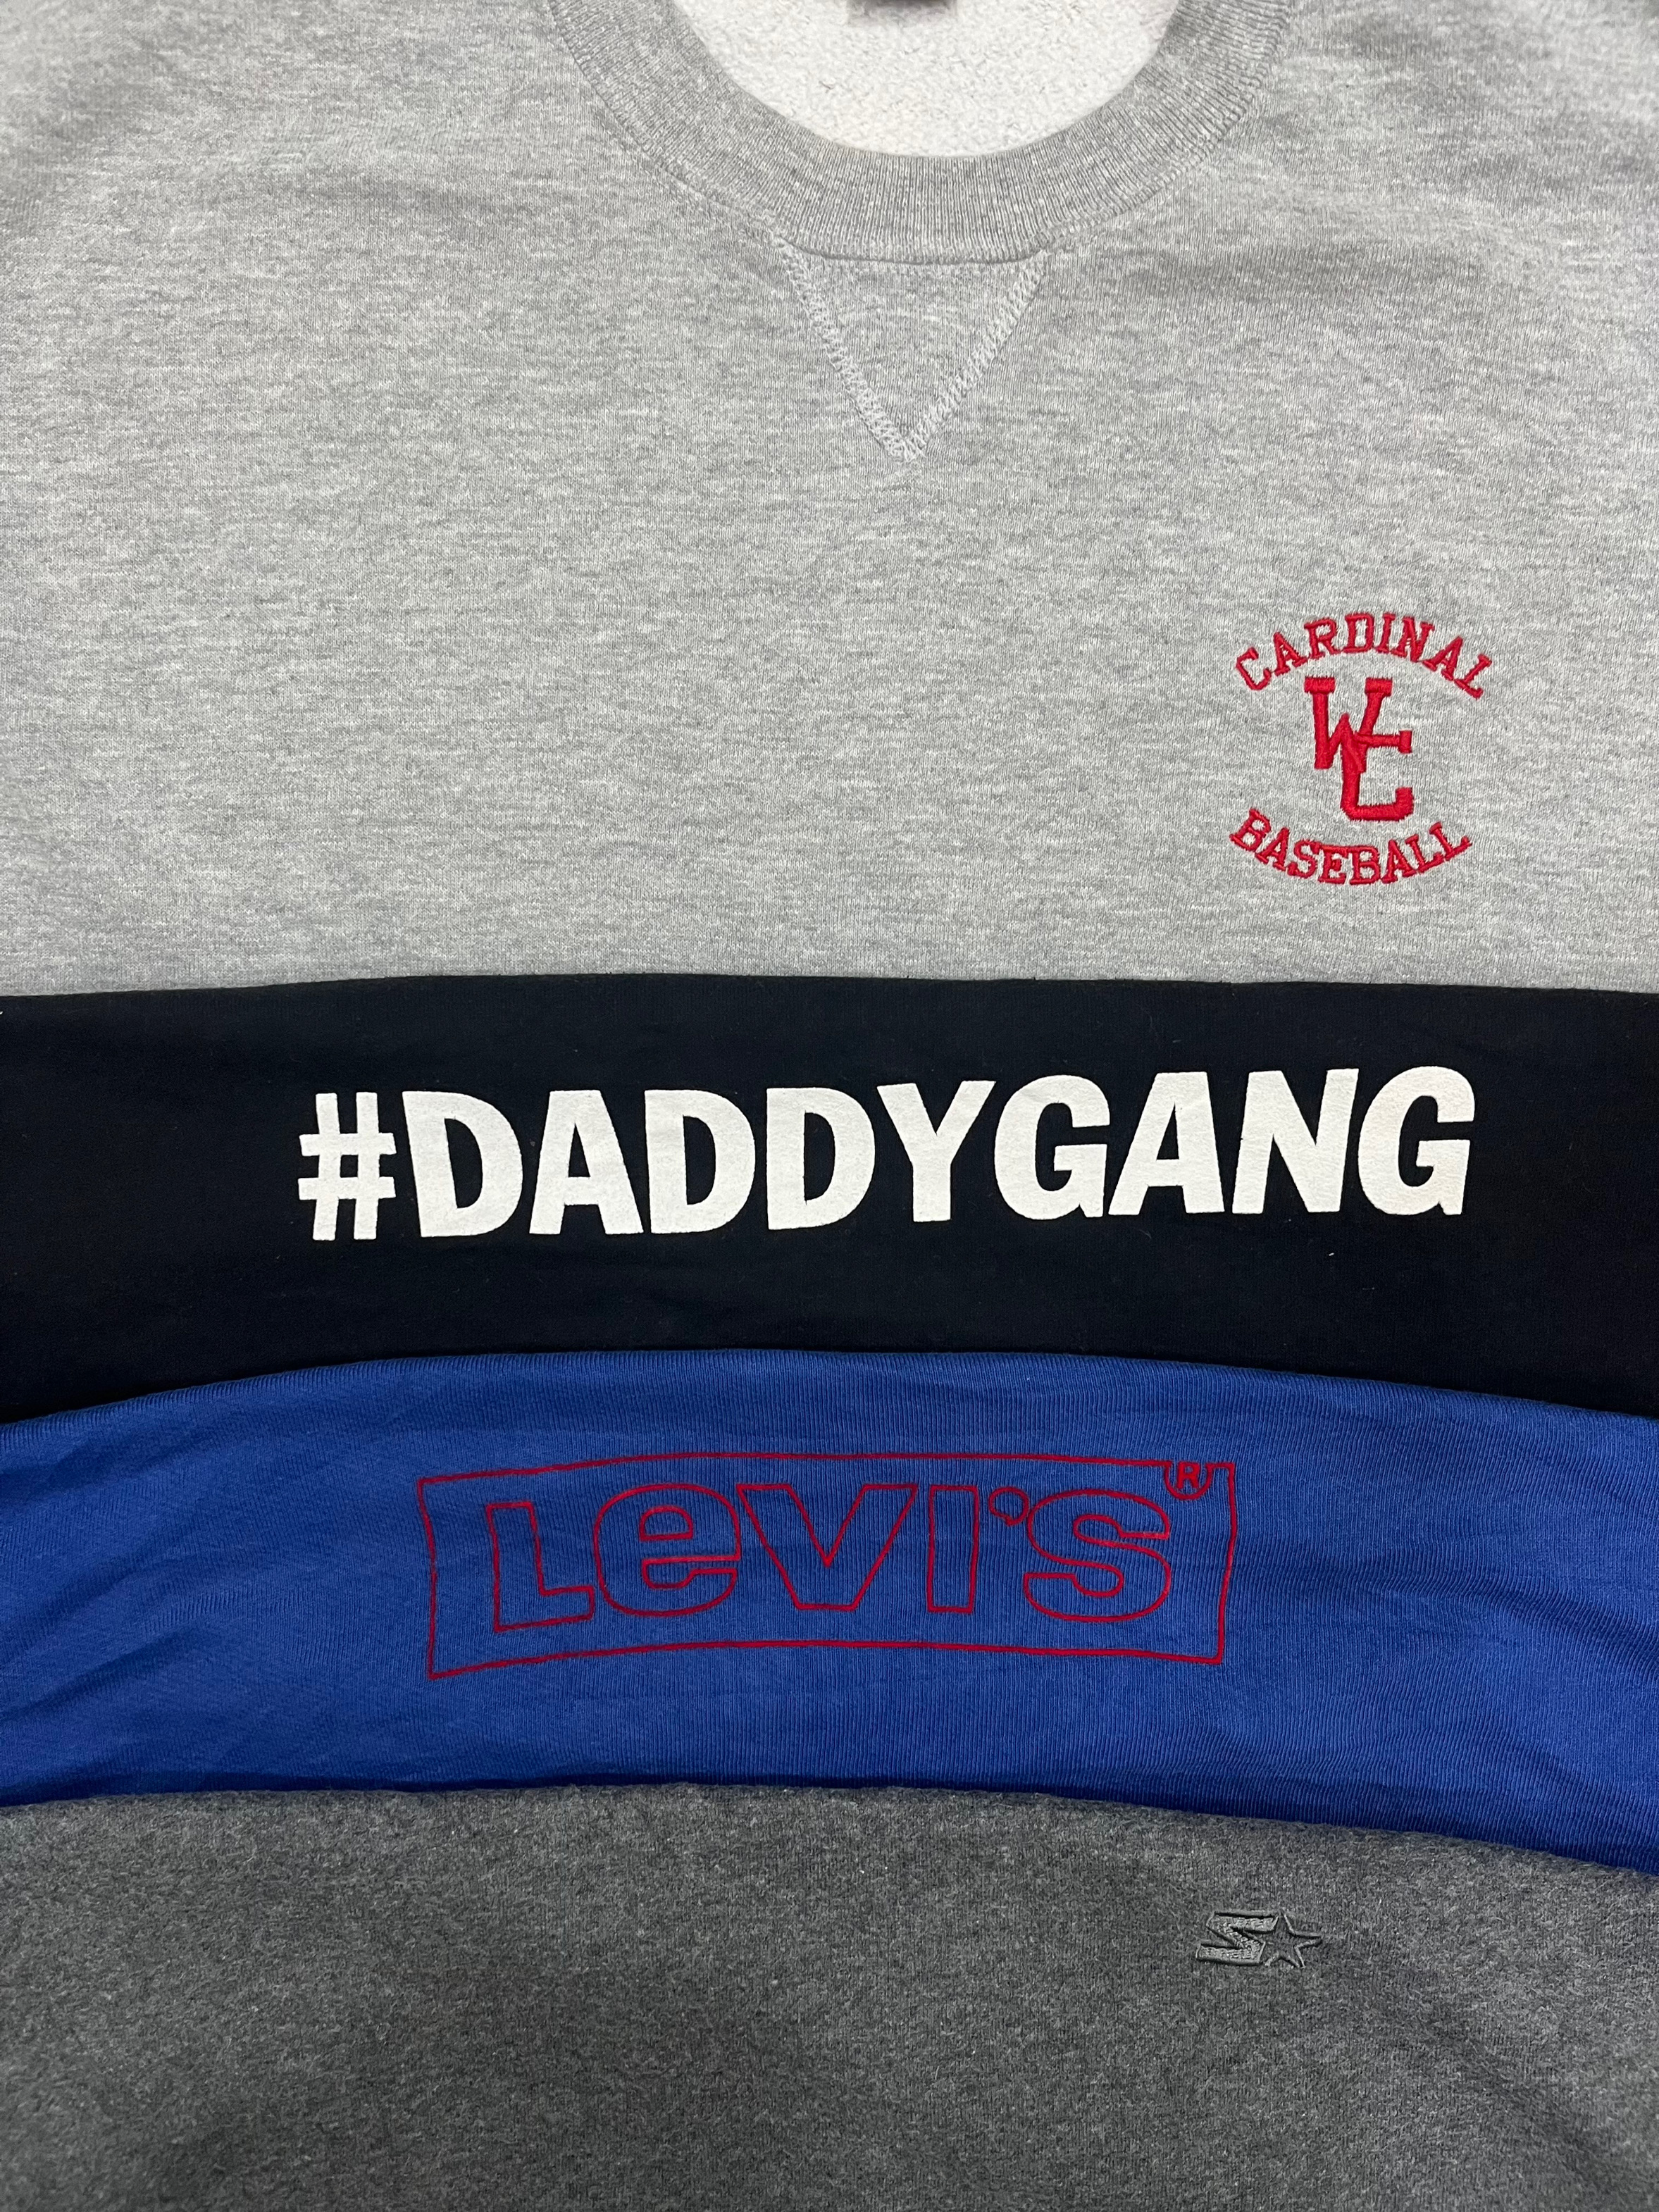 CARDINAL
WC
BASEBALL
#DADDYGANG
Levi's®
S